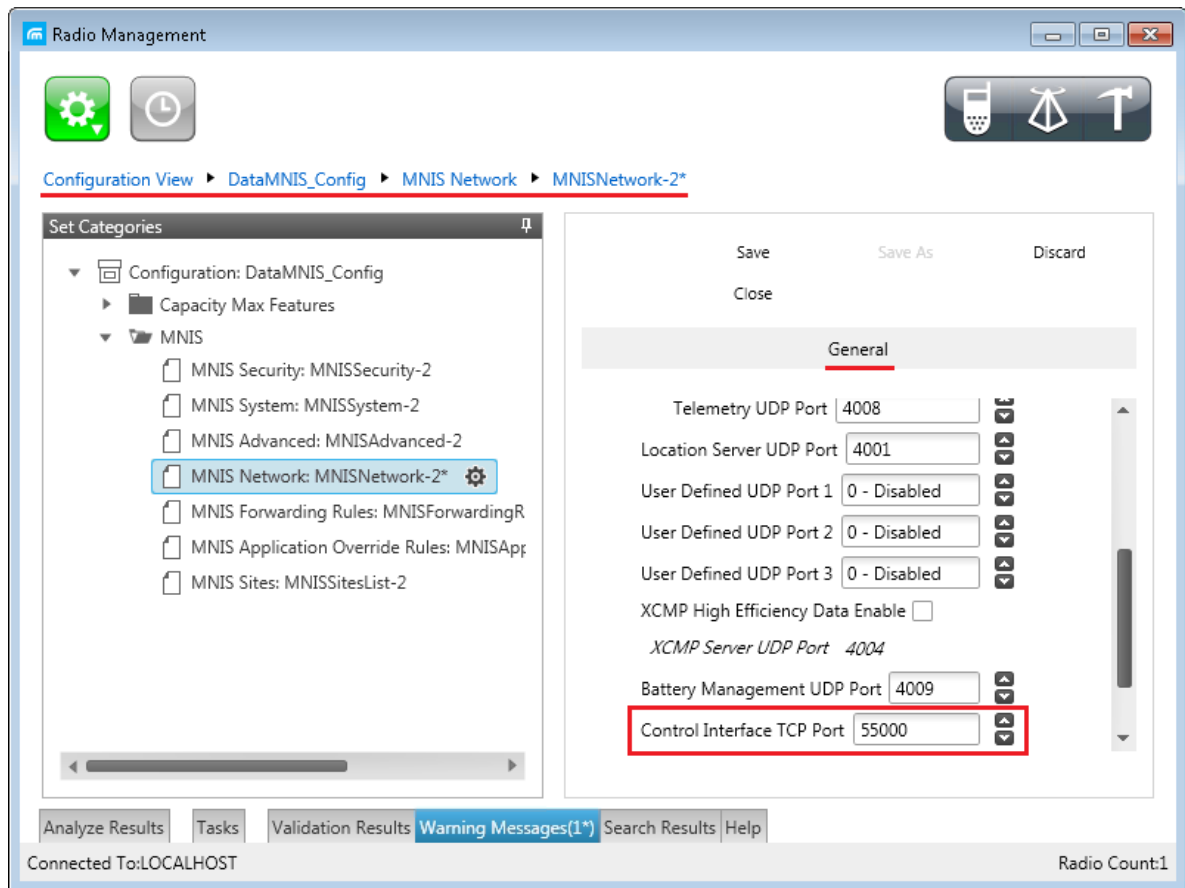 Radio Management
Configuration View DataMNIS_Config MNIS Network MNISNetwork-2*
Set Categories
Configuration: DataMNIS_Config
Capacity Max Features
MNIS
MNIS Security: MNISSecurity-2
MNIS System: MNISSystem-2
MNIS Advanced: MNISAdvanced-2
MNIS Network: MNISNetwork-2*
MNIS Forwarding Rules: MNISForwardingR
MNIS Application Override Rules: MNISApp
MNIS Sites: MNISSitesList-2
Save Save As Discard
Close
General
Telemetry UDP Port 4008
Location Server UDP Port 4001
User Defined UDP Port 1 0 - Disabled
User Defined UDP Port 2 0 - Disabled
User Defined UDP Port 3 0 - Disabled
XCMP High Efficiency Data Enable
XCMP Server UDP Port 4004
Battery Management UDP Port 4009
Control Interface TCP Port 55000
Analyze Results Tasks Validation Results Warning Messages(1*) Search Results Help
Connected To:LOCALHOST Radio Count:1